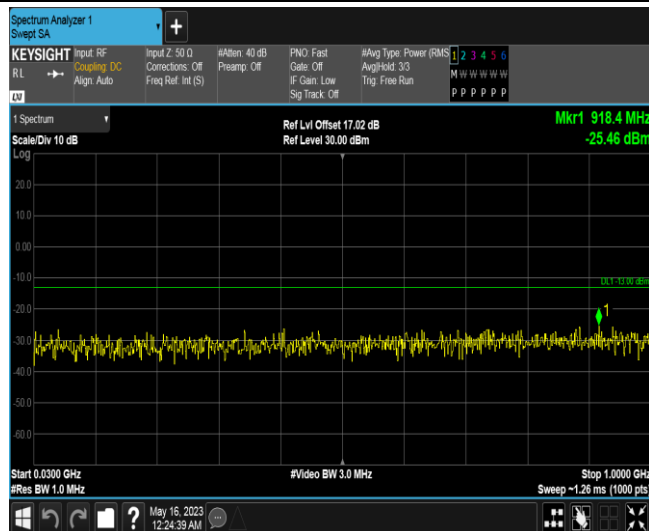 Spectrum Analyzer 1
Swept SA
+
KEYSIGHT Input: RF Input Z: 50 Ω #Atten: 40 dB PNO: Fast #Avg Type: Power (RMS 1 2 3 4 5 6
RL Coupling: DC Corrections: Off Preamp: Off Gate: Off Avg|Hold: 3/3 M W W W W W
Align: Auto Freq Ref: Int (S) IF Gain: Low Trig: Free Run
Sig Track: Off P P P P P P
LXI
1 Spectrum Ref Lvl Offset 17.02 dB Mkr1 918.4 MHz
Scale/Div 10 dB Ref Level 30.00 dBm -25.46 dBm
Log
20.0
10.0
0.00
-10.0
DL1 -13.00 dBm
-20.0
1
-30.0
-40.0
-50.0
-60.0
Start 0.0300 GHz #Video BW 3.0 MHz Stop 1.0000 GHz
#Res BW 1.0 MHz Sweep ~1.26 ms (1000 pts)
? May 16, 2023
12:24:39 AM